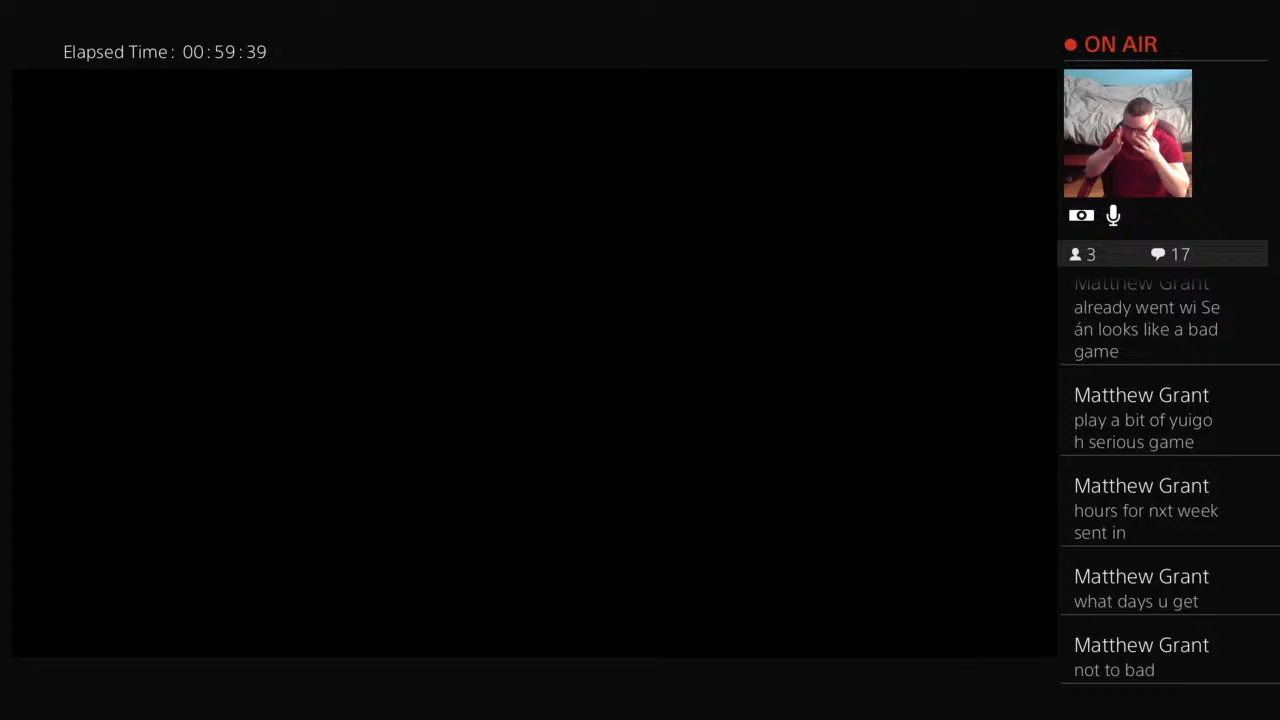 Elapsed Time: 00:59:39
ON AIR
3 17
Matthew Grant
already went wi Se
án looks like a bad
game
Matthew Grant
play a bit of yuigo
h serious game
Matthew Grant
hours for nxt week
sent in
Matthew Grant
what days u get
Matthew Grant
not to bad